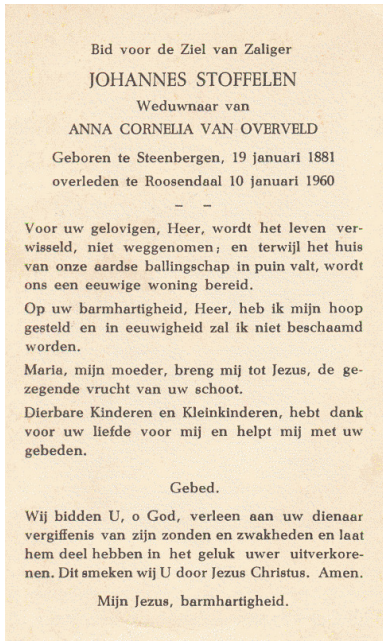 Bid voor de Ziel van Zaliger
JOHANNES STOFFELEN
Weduwnaar van
ANNA CORNELIA VAN OVERVELD
Geboren te Steenbergen, 19 januari 1881
overleden te Roosendaal 10 januari 1960
– –
Voor uw gelovigen, Heer, wordt het leven ver-
wisseld, niet weggenomen; en terwijl het huis
van onze aardse ballingschap in puin valt, wordt
ons een eeuwige woning bereid.
Op uw barmhartigheid, Heer, heb ik mijn hoop
gesteld en in eeuwigheid zal ik niet beschaamd
worden.
Maria, mijn moeder, breng mij tot Jezus, de ge-
zegende vrucht van uw schoot.
Dierbare Kinderen en Kleinkinderen, hebt dank
voor uw liefde voor mij en helpt mij met uw
gebeden.
Gebed.
Wij bidden U, o God, verleen aan uw dienaar
vergiffenis van zijn zonden en zwakheden en laat
hem deel hebben in het geluk uwer uitverkore-
nen. Dit smeken wij U door Jezus Christus. Amen.
Mijn Jezus, barmhartigheid.